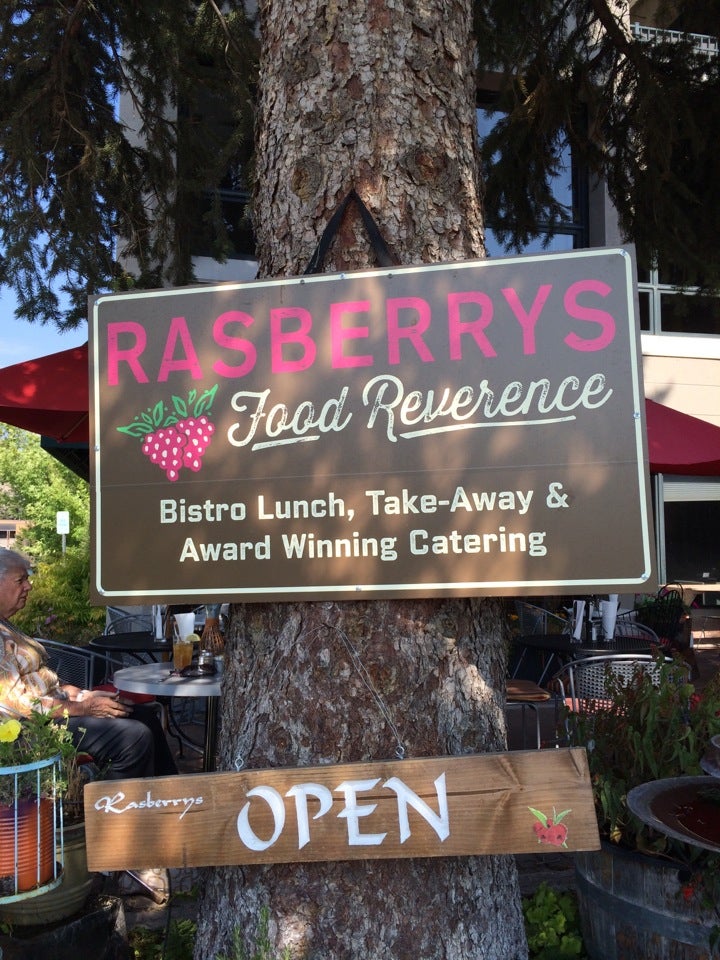 RASBERRYS
Food Reverence
Bistro Lunch, Take-Away &
Award Winning Catering
Rasberrys OPEN